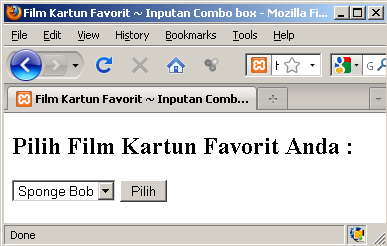 Film Kartun Favorit ~ Inputan Combo box - Mozilla Fi...
File Edit View History Bookmarks Tools Help
Film Kartun Favorit ~ Inputan Comb...
Pilih Film Kartun Favorit Anda :
Sponge Bob Pilih
Done